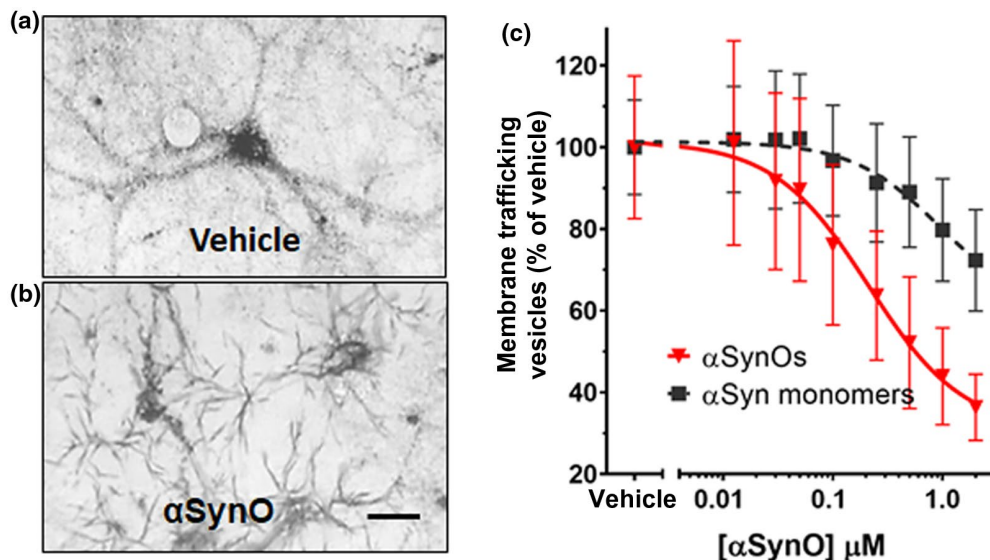 (a)
Vehicle
(b)
αSynO
(c)
Membrane trafficking
vesicles (% of vehicle)
120
100
80
60
40
20
αSynOs
αSyn monomers
Vehicle 0.01 0.1 1.0
[αSynO] μM